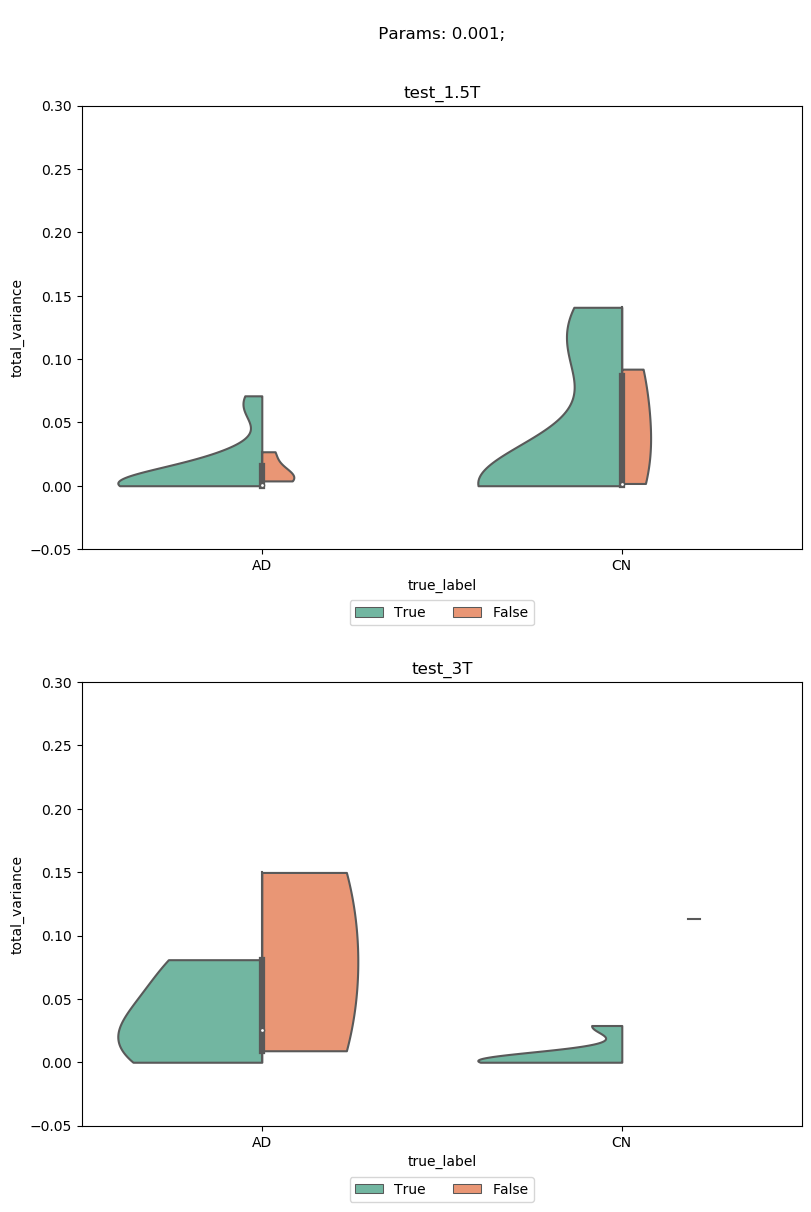 Params: 0.001;
test_1.5T
0.30
0.25
0.20
0.15
0.10
0.05
0.00
−0.05
total_variance
AD CN
true_label
True False
test_3T
0.30
0.25
0.20
0.15
0.10
0.05
0.00
−0.05
total_variance
AD CN
true_label
True False